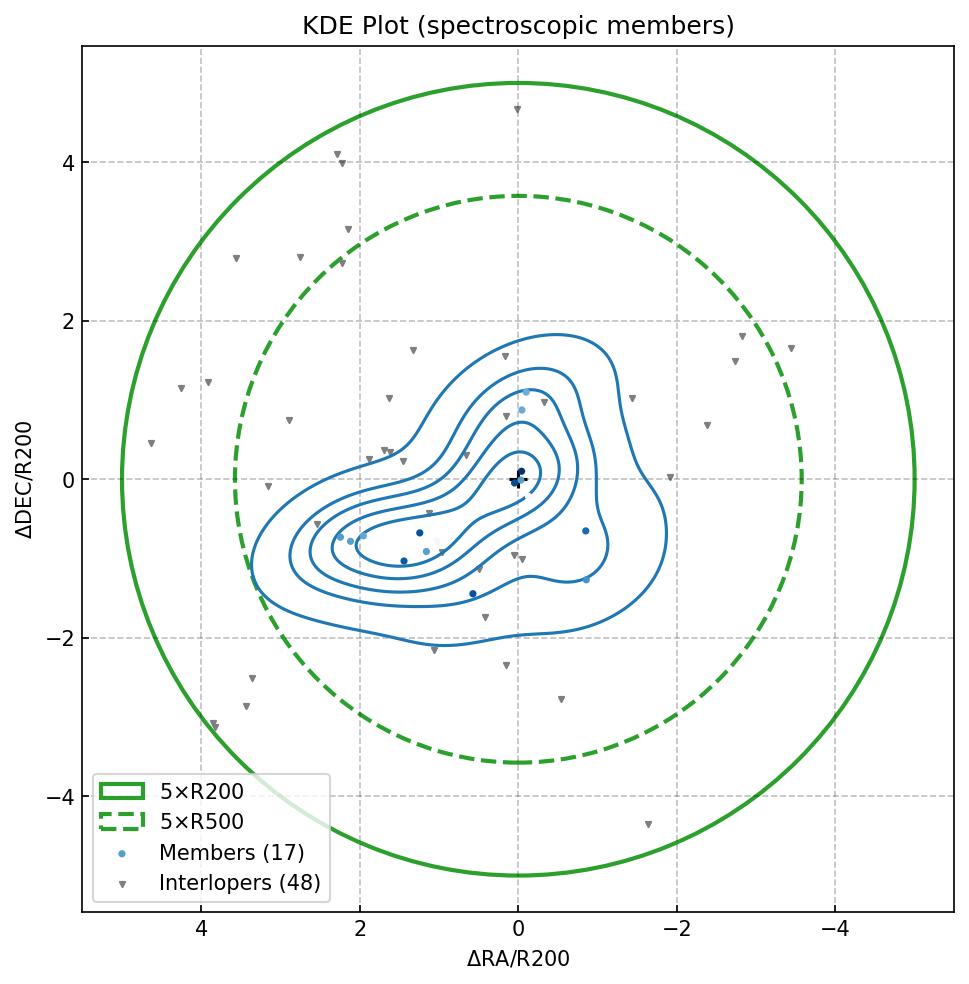 KDE Plot (spectroscopic members)
ΔDEC/R200
4
2
0
−2
−4
5×R200
5×R500
Members (17)
Interlopers (48)
4 2 0 −2 −4
ΔRA/R200